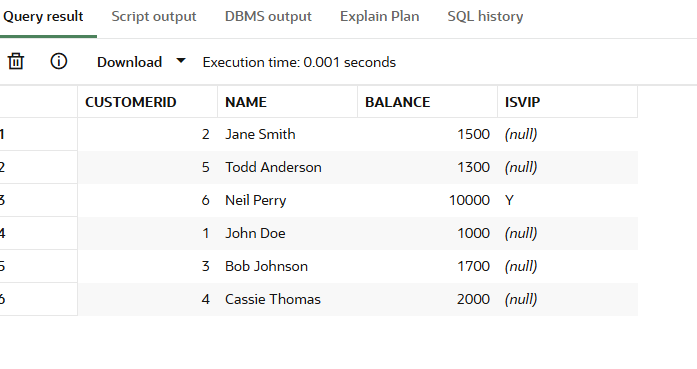 Query result Script output DBMS output Explain Plan SQL history
Download Execution time: 0.001 seconds
CUSTOMERID NAME BALANCE ISVIP
1 2 Jane Smith 1500 (null)
2 5 Todd Anderson 1300 (null)
3 6 Neil Perry 10000 Y
4 1 John Doe 1000 (null)
5 3 Bob Johnson 1700 (null)
6 4 Cassie Thomas 2000 (null)